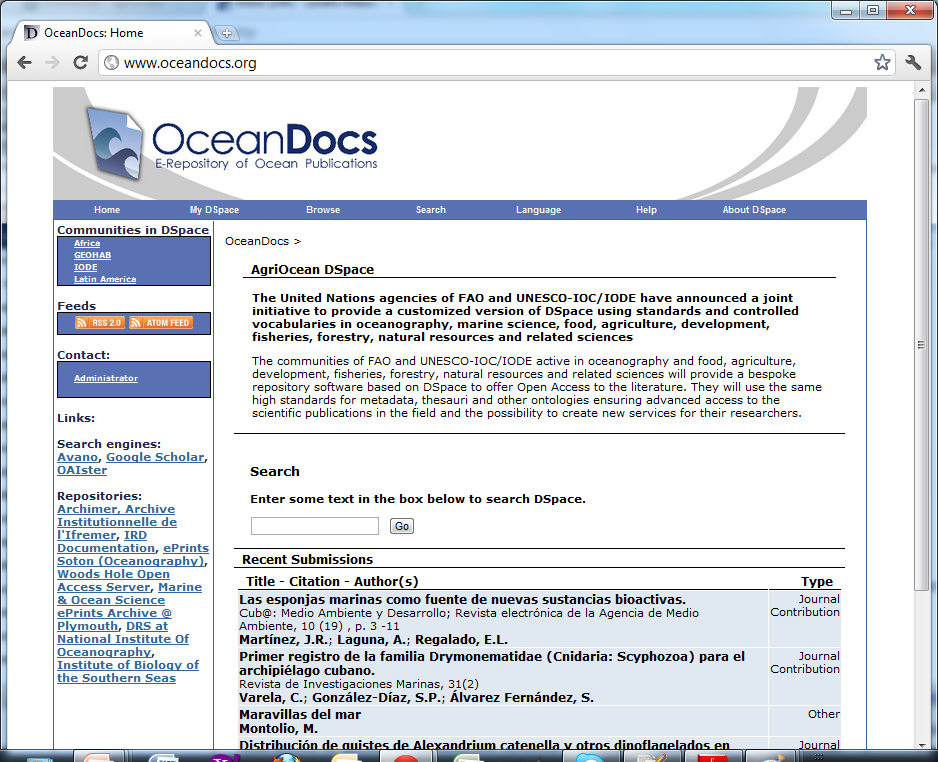 OceanDocs: Home
www.oceandocs.org
OceanDocs
E-Repository of Ocean Publications
Home My DSpace Browse Search Language Help About DSpace
Communities in DSpace
Africa
GEOHAB
IODE
Latin America
Feeds
RSS 2.0 ATOM FEED
Contact:
Administrator
Links:
Search engines:
Avano, Google Scholar,
OAIster
Repositories:
Archimer, Archive
Institutionnelle de
l'Ifremer, IRD
Documentation, ePrints
Soton (Oceanography),
Woods Hole Open
Access Server, Marine
& Ocean Science
ePrints Archive @
Plymouth, DRS at
National Institute Of
Oceanography,
Institute of Biology of
the Southern Seas
OceanDocs >
AgriOcean DSpace
The United Nations agencies of FAO and UNESCO-IOC/IODE have announced a joint
initiative to provide a customized version of DSpace using standards and controlled
vocabularies in oceanography, marine science, food, agriculture, development,
fisheries, forestry, natural resources and related sciences
The communities of FAO and UNESCO-IOC/IODE active in oceanography and food, agriculture,
development, fisheries, forestry, natural resources and related sciences will provide a bespoke
repository software based on DSpace to offer Open Access to the literature. They will use the same
high standards for metadata, thesauri and other ontologies ensuring advanced access to the
scientific publications in the field and the possibility to create new services for their researchers.
Search
Enter some text in the box below to search DSpace.
Go
Recent Submissions
Title - Citation - Author(s) Type
Las esponjas marinas como fuente de nuevas sustancias bioactivas. Journal
Cub@: Medio Ambiente y Desarrollo; Revista electrónica de la Agencia de Medio Contribution
Ambiente, 10 (19) , p. 3 -11
Martínez, J.R.; Laguna, A.; Regalado, E.L.
Primer registro de la familia Drymonematidae (Cnidaria: Scyphozoa) para el Journal
archipiélago cubano. Contribution
Revista de Investigaciones Marinas, 31(2)
Varela, C.; González-Díaz, S.P.; Álvarez Fernández, S.
Maravillas del mar Other
Montolio, M.
Distribución de quistes de Alexandrium catenella y otros dinoflagelados en Journal